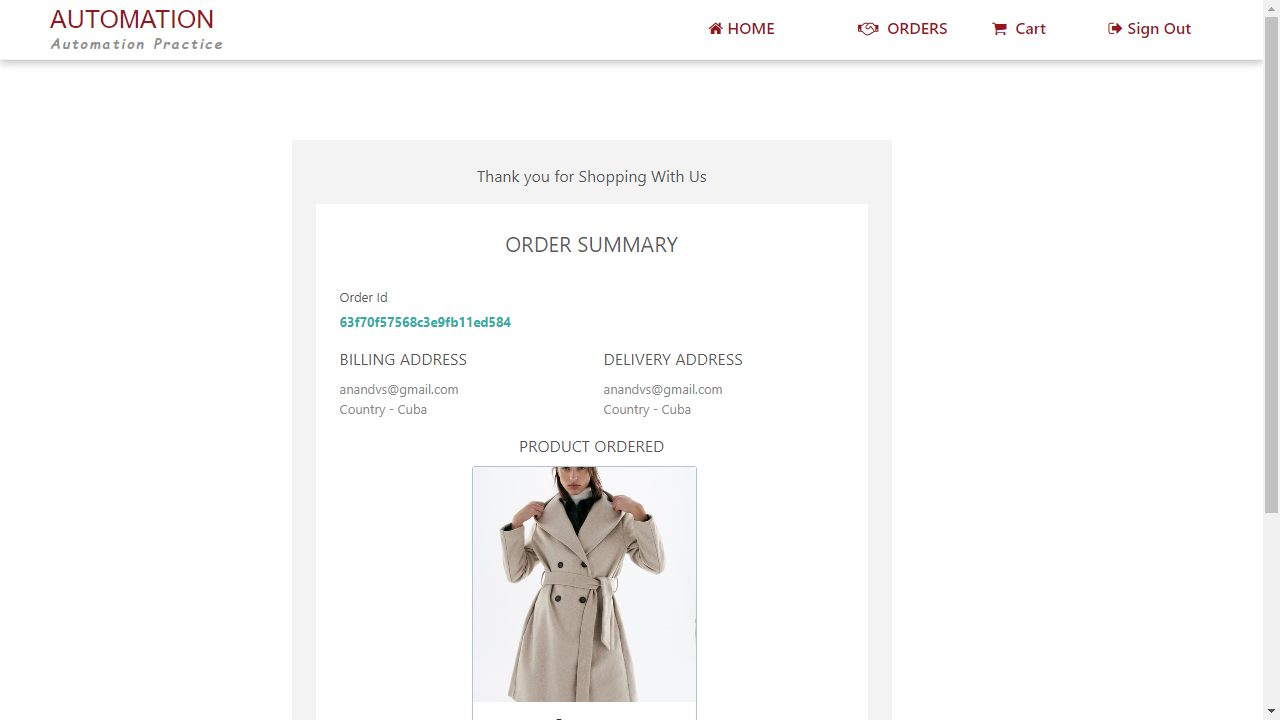 AUTOMATION
Automation Practice
HOME
ORDERS
Cart
Sign Out
Thank you for Shopping With Us
ORDER SUMMARY
Order Id
63f70f57568c3e9fb11ed584
BILLING ADDRESS
DELIVERY ADDRESS
anandvs@gmail.com
anandvs@gmail.com
Country - Cuba
Country - Cuba
PRODUCT ORDERED